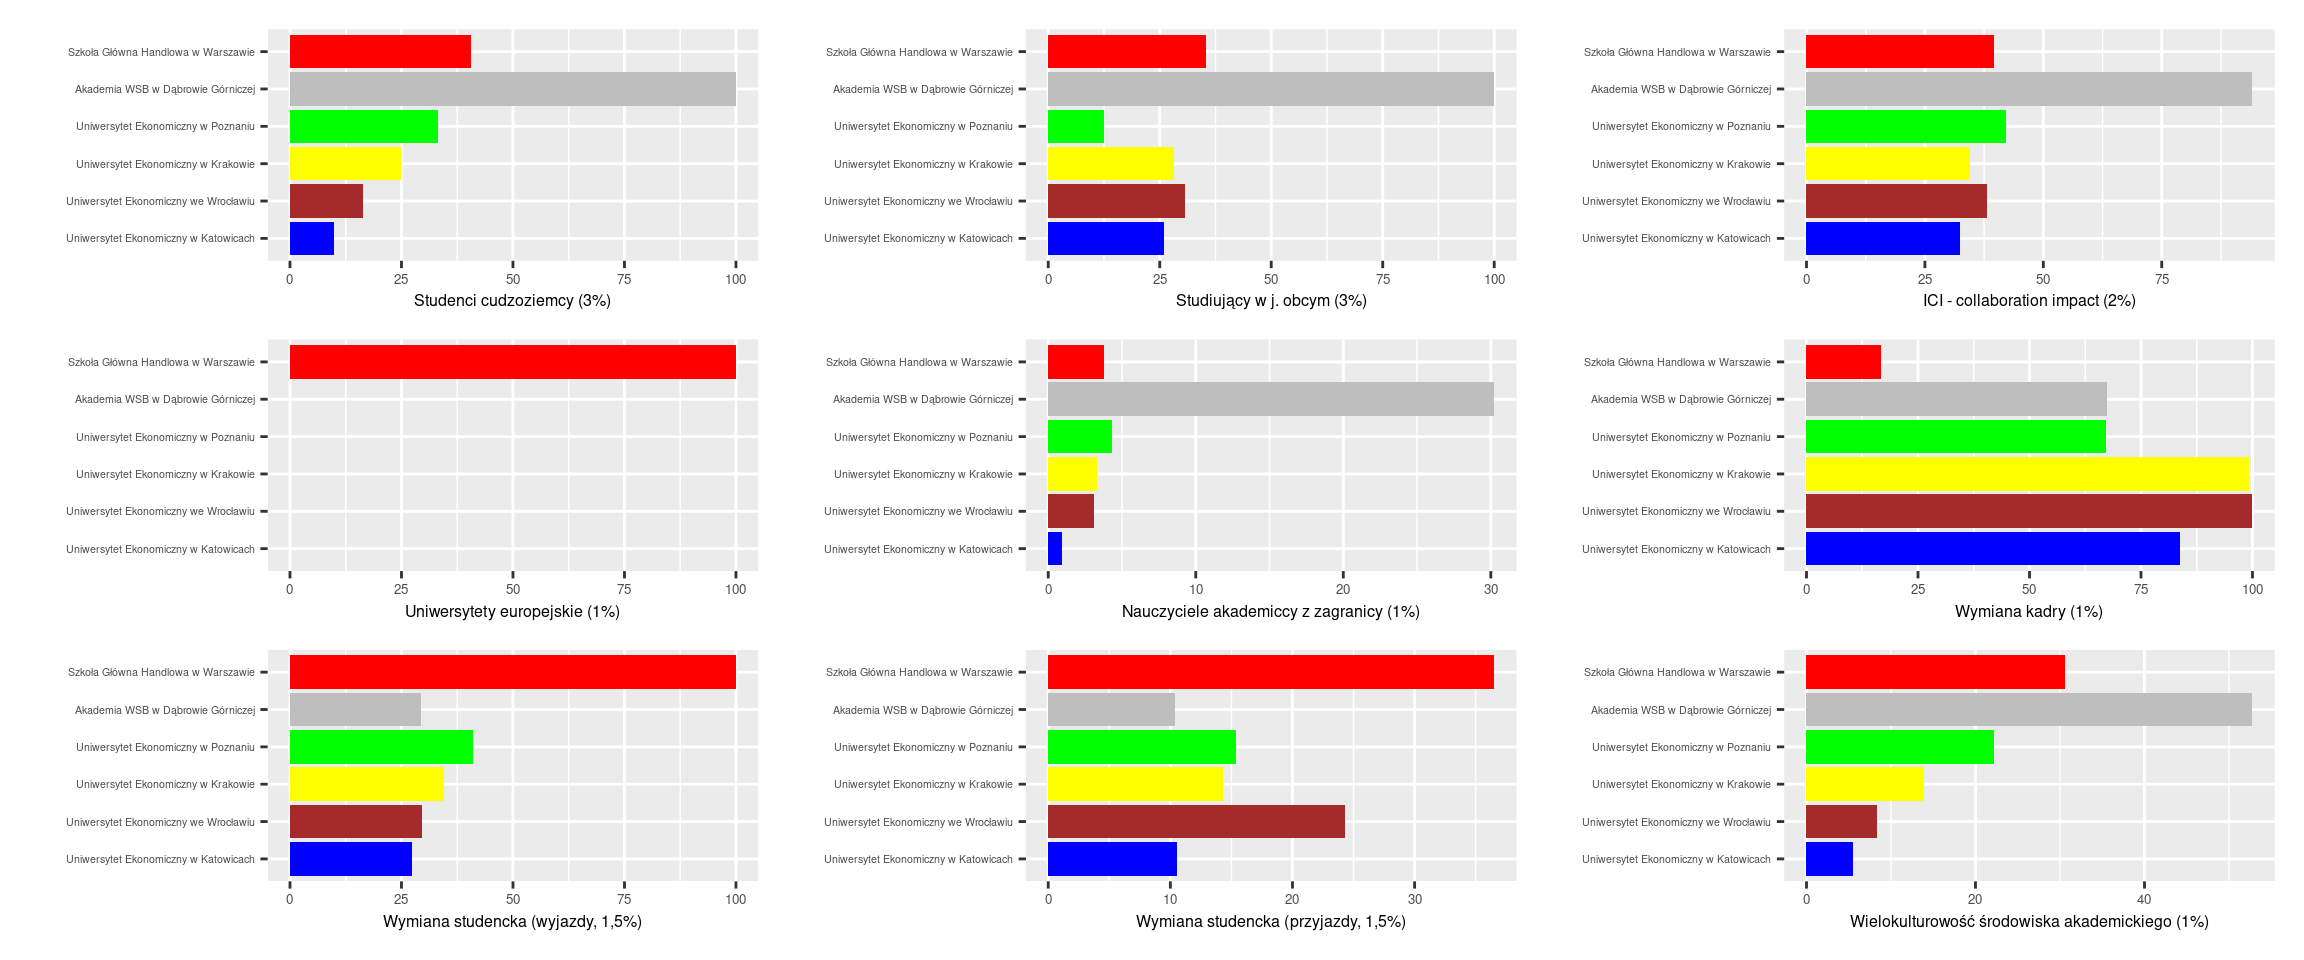 Szkoła Główna Handlowa w Warszawie
Akademia WSB w Dąbrowie Górniczej
Uniwersytet Ekonomiczny w Poznaniu
Uniwersytet Ekonomiczny w Krakowie
Uniwersytet Ekonomiczny we Wrocławiu
Uniwersytet Ekonomiczny w Katowicach
0 25 50 75 100
Studenci cudzoziemcy (3%)
Szkoła Główna Handlowa w Warszawie
Akademia WSB w Dąbrowie Górniczej
Uniwersytet Ekonomiczny w Poznaniu
Uniwersytet Ekonomiczny w Krakowie
Uniwersytet Ekonomiczny we Wrocławiu
Uniwersytet Ekonomiczny w Katowicach
0 25 50 75 100
Studiujący w j. obcym (3%)
Szkoła Główna Handlowa w Warszawie
Akademia WSB w Dąbrowie Górniczej
Uniwersytet Ekonomiczny w Poznaniu
Uniwersytet Ekonomiczny w Krakowie
Uniwersytet Ekonomiczny we Wrocławiu
Uniwersytet Ekonomiczny w Katowicach
0 25 50 75
ICI - collaboration impact (2%)
Szkoła Główna Handlowa w Warszawie
Akademia WSB w Dąbrowie Górniczej
Uniwersytet Ekonomiczny w Poznaniu
Uniwersytet Ekonomiczny w Krakowie
Uniwersytet Ekonomiczny we Wrocławiu
Uniwersytet Ekonomiczny w Katowicach
0 25 50 75 100
Uniwersytety europejskie (1%)
Szkoła Główna Handlowa w Warszawie
Akademia WSB w Dąbrowie Górniczej
Uniwersytet Ekonomiczny w Poznaniu
Uniwersytet Ekonomiczny w Krakowie
Uniwersytet Ekonomiczny we Wrocławiu
Uniwersytet Ekonomiczny w Katowicach
0 10 20 30
Nauczyciele akademiccy z zagranicy (1%)
Szkoła Główna Handlowa w Warszawie
Akademia WSB w Dąbrowie Górniczej
Uniwersytet Ekonomiczny w Poznaniu
Uniwersytet Ekonomiczny w Krakowie
Uniwersytet Ekonomiczny we Wrocławiu
Uniwersytet Ekonomiczny w Katowicach
0 25 50 75 100
Wymiana kadry (1%)
Szkoła Główna Handlowa w Warszawie
Akademia WSB w Dąbrowie Górniczej
Uniwersytet Ekonomiczny w Poznaniu
Uniwersytet Ekonomiczny w Krakowie
Uniwersytet Ekonomiczny we Wrocławiu
Uniwersytet Ekonomiczny w Katowicach
0 25 50 75 100
Wymiana studencka (wyjazdy, 1,5%)
Szkoła Główna Handlowa w Warszawie
Akademia WSB w Dąbrowie Górniczej
Uniwersytet Ekonomiczny w Poznaniu
Uniwersytet Ekonomiczny w Krakowie
Uniwersytet Ekonomiczny we Wrocławiu
Uniwersytet Ekonomiczny w Katowicach
0 10 20 30
Wymiana studencka (przyjazdy, 1,5%)
Szkoła Główna Handlowa w Warszawie
Akademia WSB w Dąbrowie Górniczej
Uniwersytet Ekonomiczny w Poznaniu
Uniwersytet Ekonomiczny w Krakowie
Uniwersytet Ekonomiczny we Wrocławiu
Uniwersytet Ekonomiczny w Katowicach
0 20 40
Wielokulturowość środowiska akademickiego (1%)